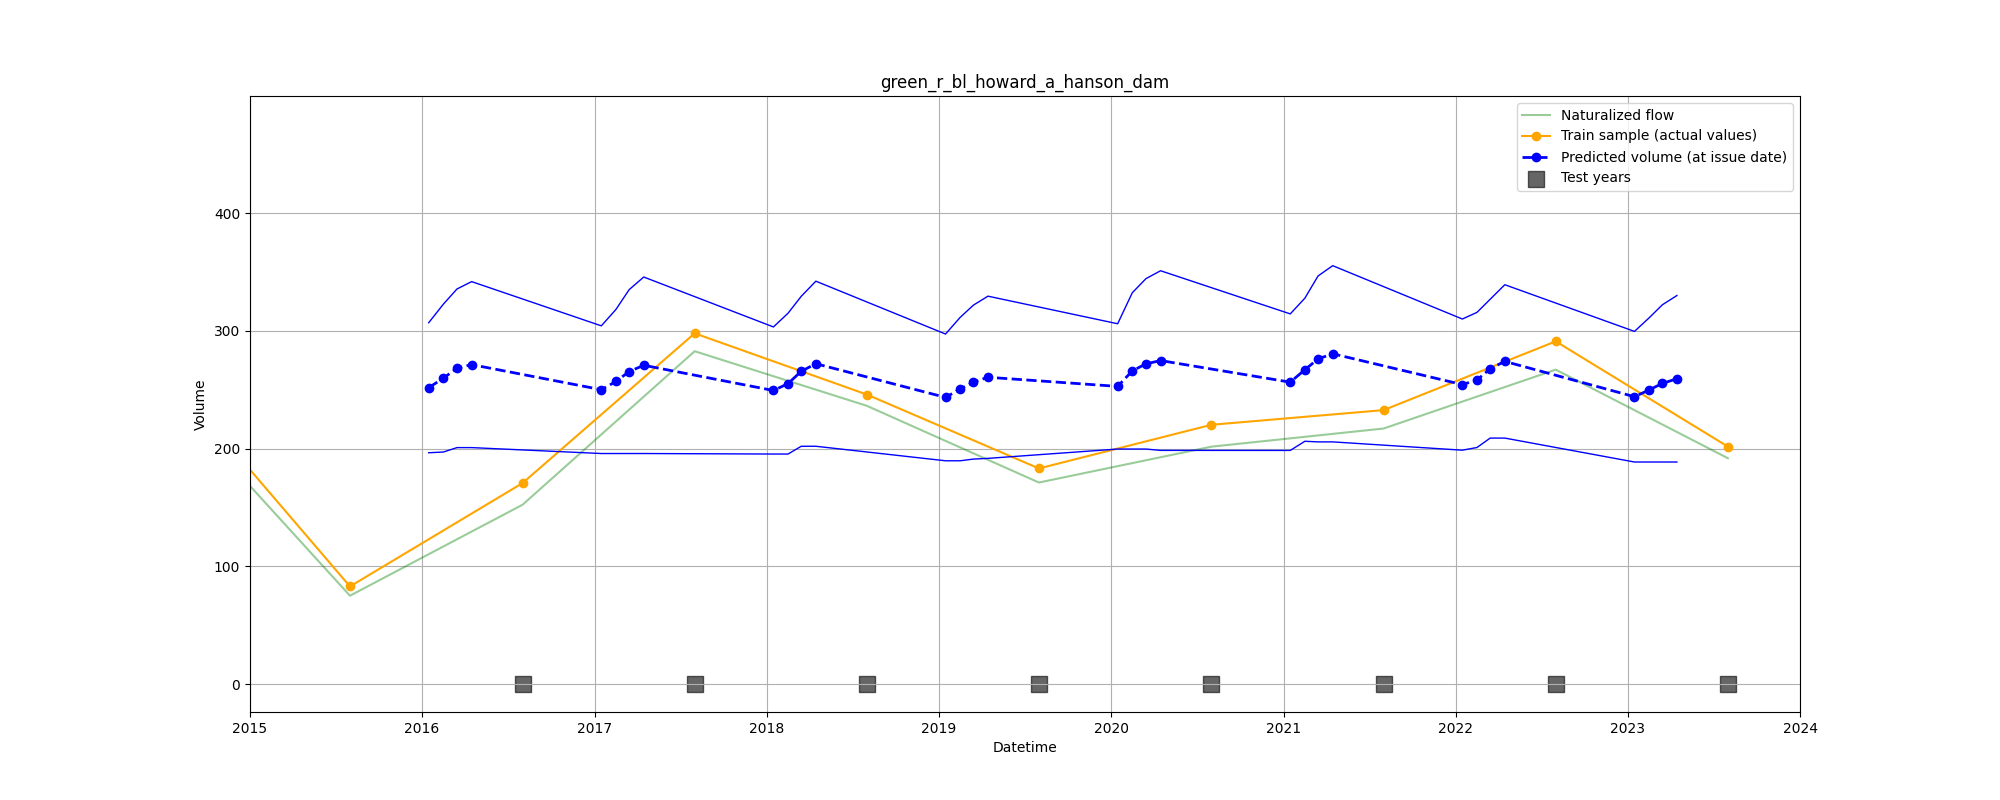 green_r_bl_howard_a_hanson_dam
Naturalized flow
Train sample (actual values)
Predicted volume (at issue date)
Test years
Volume
400
300
200
100
0
2015 2016 2017 2018 2019 2020 2021 2022 2023 2024
Datetime